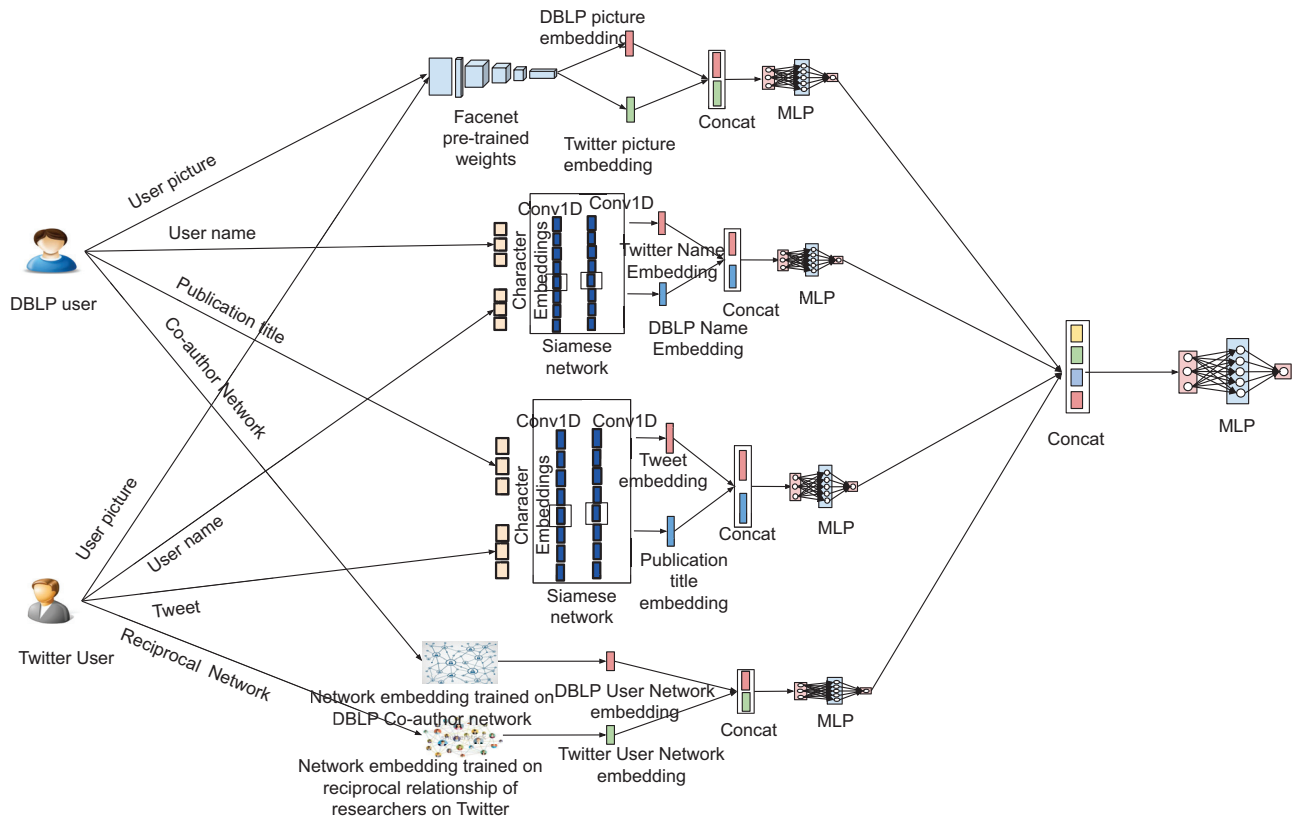 DBLP picture
embedding
Facenet
pre-trained
weights
Twitter picture
embedding
Concat
MLP
User picture
User name
DBLP user
Publication title
Co-author Network
Character
Embeddings
Conv1D
Conv1D
Siamese
network
Twitter Name
Embedding
DBLP Name
Embedding
Concat
MLP
Concat
MLP
Character
Embeddings
Conv1D
Conv1D
Siamese
network
Tweet
embedding
Publication
title
embedding
Concat
MLP
User picture
User name
Tweet
Twitter User
Reciprocal Network
Network embedding trained on
DBLP Co-author network
DBLP User Network
embedding
Concat
MLP
Network embedding trained on
reciprocal relationship of
researchers on Twitter
Twitter User Network
embedding